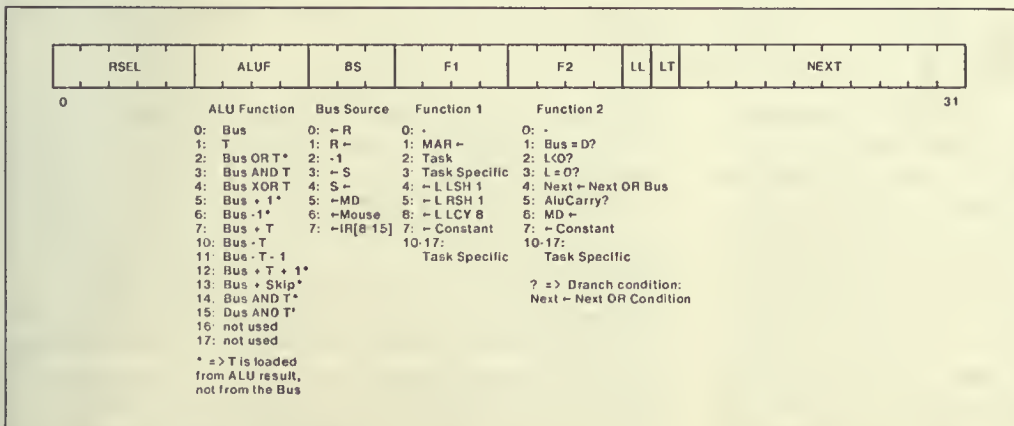 RSEL ALUF BS F1 F2 LL LT NEXT
0 31
ALU Function Bus Source Function 1 Function 2
0: Bus 0: ←R 0: - 0: -
1: T 1: R← 1: MAR← 1: Bus = 0?
2: Bus OR T* 2: -1 2: Task 2: L<0?
3: Bus AND T 3: ←S 3: Task Specific 3: L = 0?
4: Bus XOR T 4: S← 4: ←L LSH 1 4: Next ← Next OR Bus
5: Bus + 1* 5: ←MD 5: ←L RSH 1 5: AluCarry?
6: Bus -1* 6: ←Mouse 6: ←L LCY 8 6: MD ←
7: Bus + T 7: ←IR[8 15] 7: ←Constant 7: ←Constant
10: Bus - T 10-17: 10-17:
11: Bus - T - 1 Task Specific Task Specific
12: Bus + T + 1*
13: Bus + Skip* ? => Branch condition:
14. Bus AND T* Next ← Next OR Condition
15: Bus AND T'
16: not used
17: not used
* => T is loaded
from ALU result,
not from the Bus